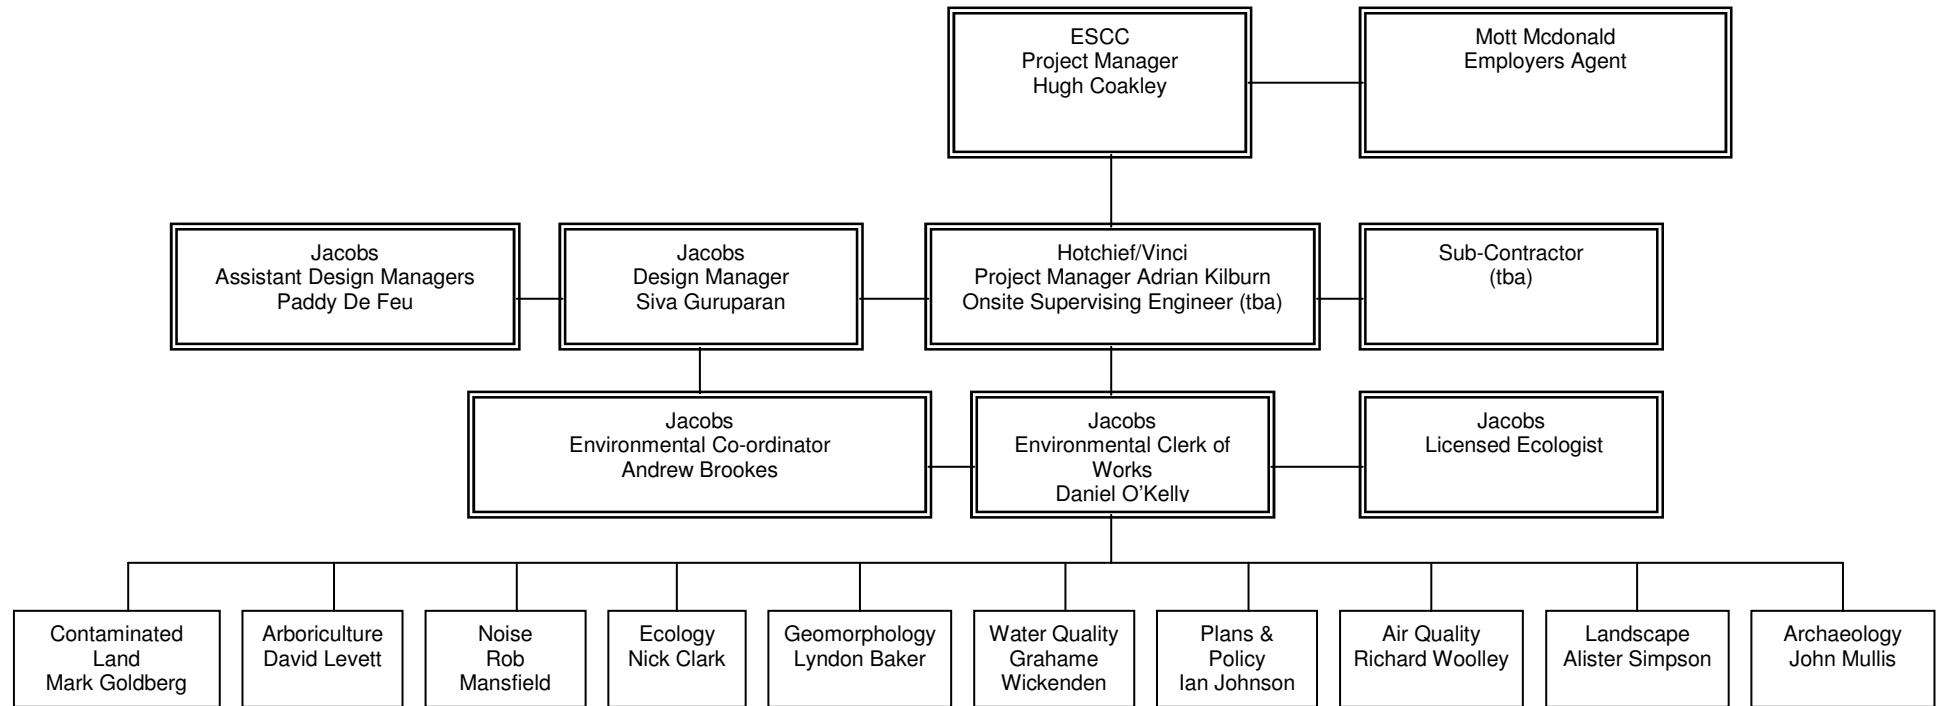 ESCC
Project Manager
Hugh Coakley
Mott Mcdonald
Employers Agent
Jacobs
Assistant Design Managers
Paddy De Feu
Jacobs
Design Manager
Siva Guruparan
Hotchief/Vinci
Project Manager Adrian Kilburn
Onsite Supervising Engineer (tba)
Sub-Contractor
(tba)
Jacobs
Environmental Co-ordinator
Andrew Brookes
Jacobs
Environmental Clerk of
Works
Daniel O'Kelly
Jacobs
Licensed Ecologist
Contaminated
Land
Mark Goldberg
Arboriculture
David Levett
Noise
Rob
Mansfield
Ecology
Nick Clark
Geomorphology
Lyndon Baker
Water Quality
Grahame
Wickenden
Plans &
Policy
Ian Johnson
Air Quality
Richard Woolley
Landscape
Alister Simpson
Archaeology
John Mullis